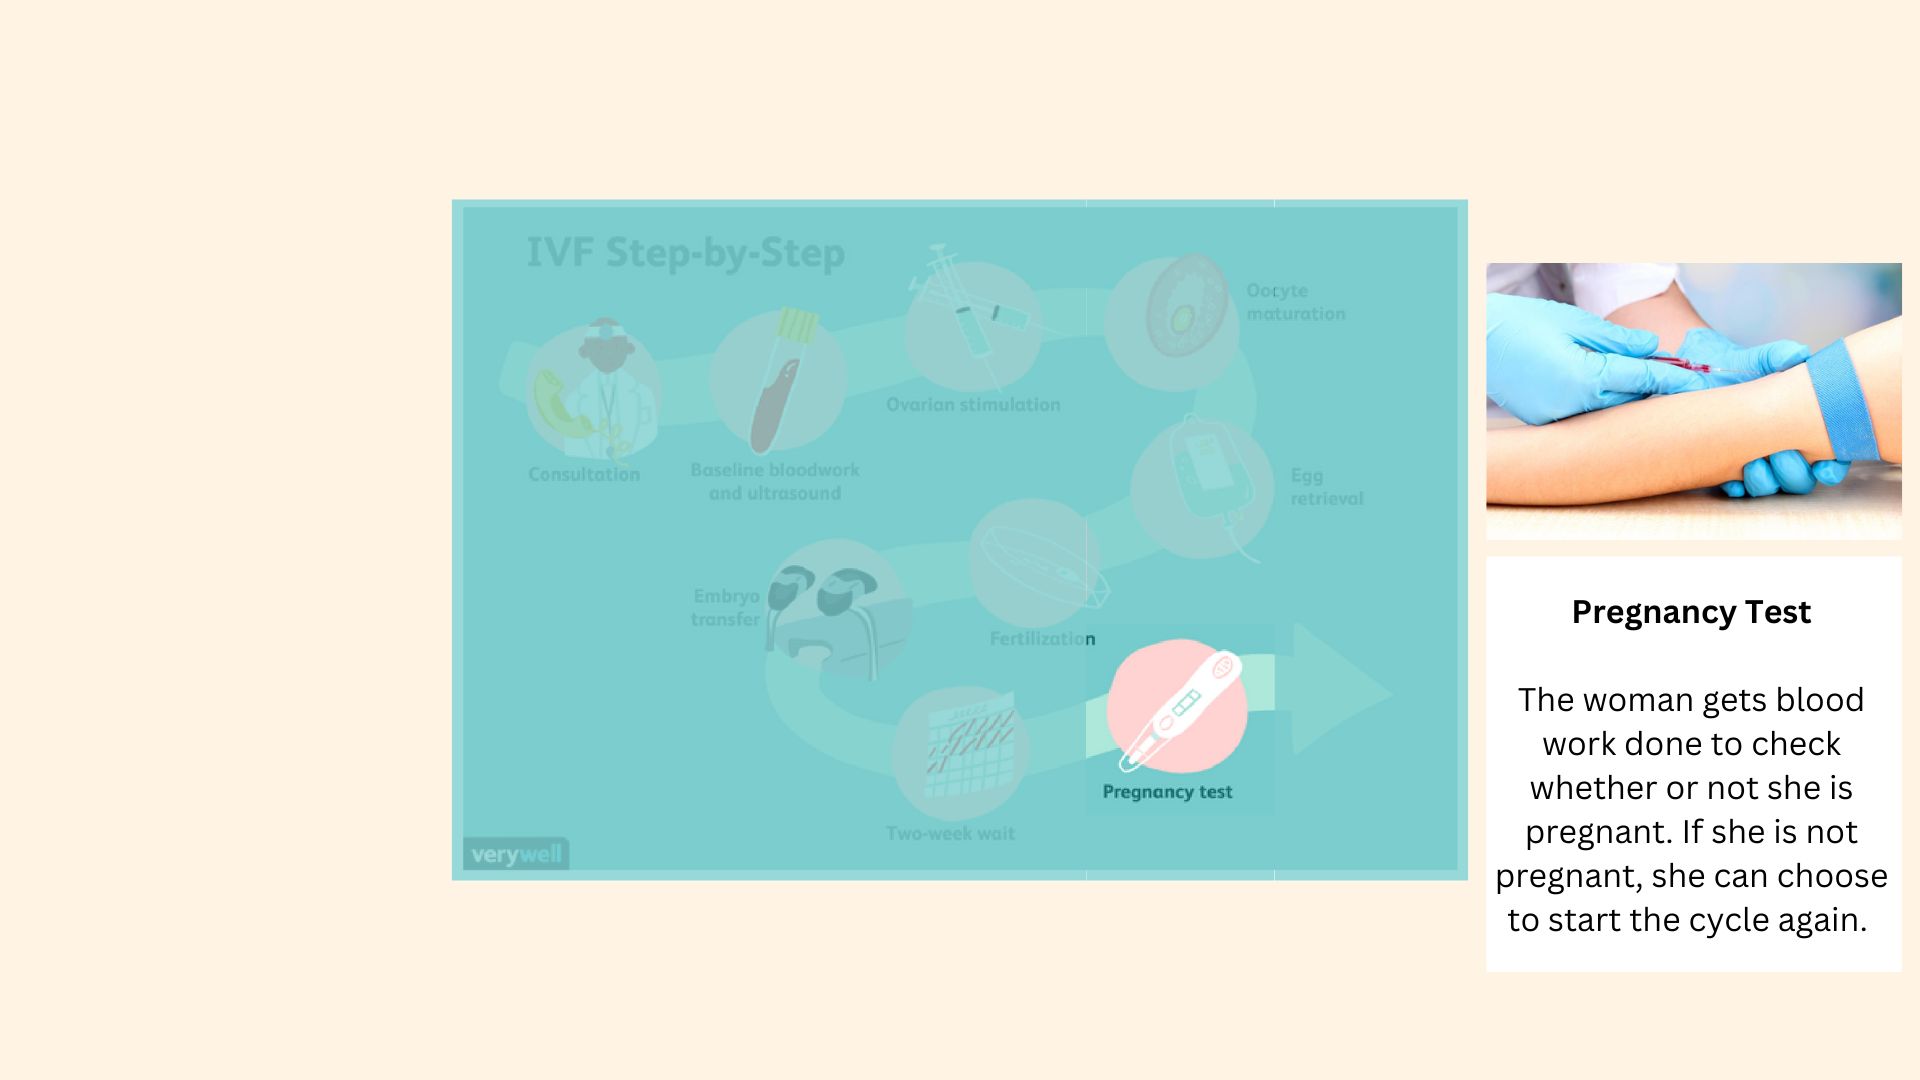 IVF Step-by-Step
Consultation
Baseline bloodwork
and ultrasound
Ovarian stimulation
Oocyte
maturation
Egg
retrieval
Fertilization
Embryo
transfer
Two-week wait
Pregnancy test
verywell
Pregnancy Test
The woman gets blood
work done to check
whether or not she is
pregnant. If she is not
pregnant, she can choose
to start the cycle again.